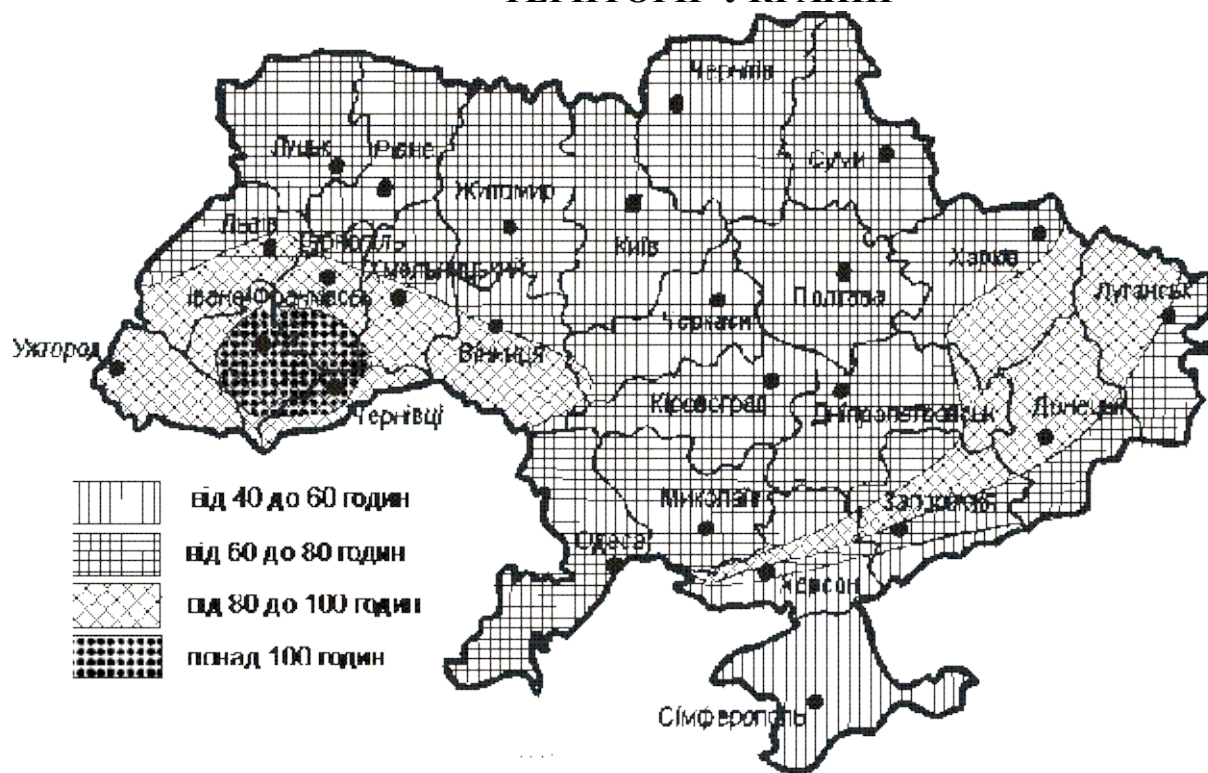 Чернігів
Луцьк
Рівне
Суми
Житомир
Львів
Київ
Тернопіль
Харків
Хмельницький
Полтава
Луганськ
Івано-Франківськ
Черкаси
Ужгород
Вінниця
Кіровоград
Дніпропетровськ
Донецьк
Чернівці
від 40 до 60 годин
Миколаїв
Запоріжжя
від 60 до 80 годин
Одеса
Херсон
від 80 до 100 годин
понад 100 годин
Сімферополь